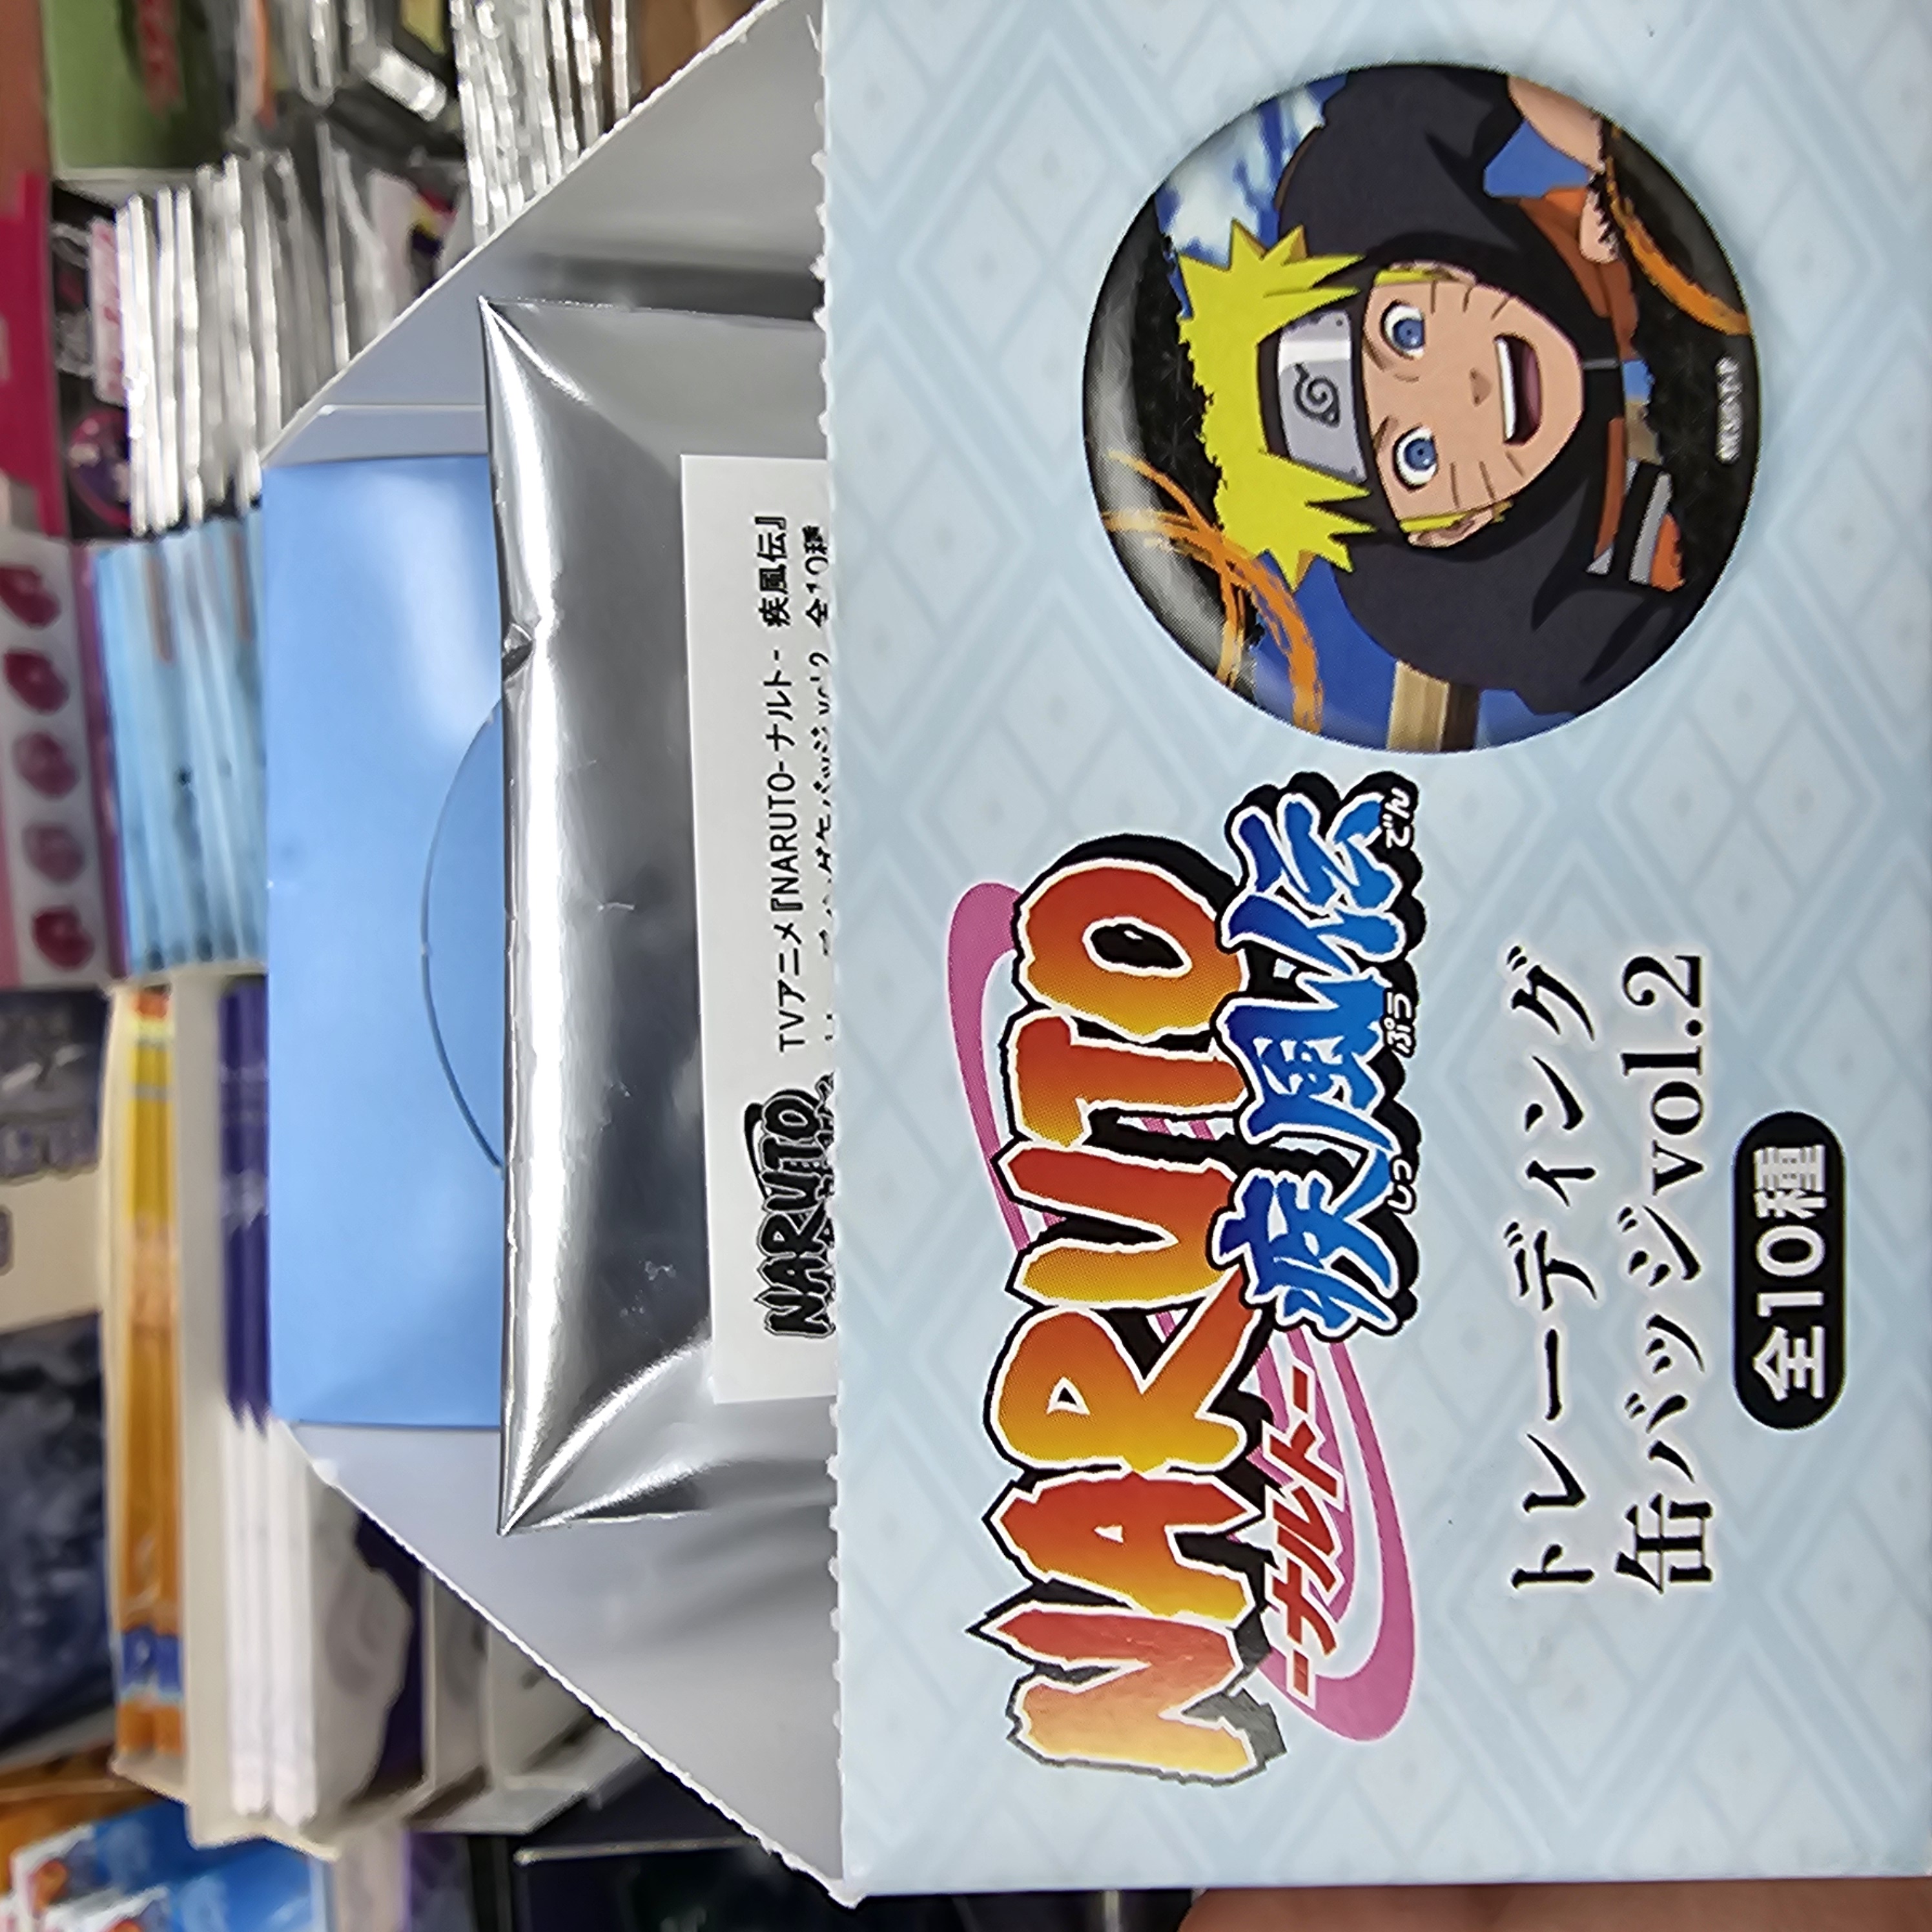 NARUTO
-ナルト-
疾風伝
しっぷうでん
トレーディング
缶バッジvol.2
全10種
NARUTO
TVアニメ『NARUTO-ナルト- 疾風伝』